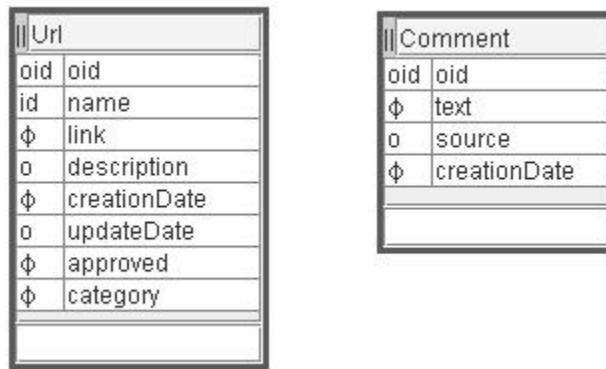 || Url
oid oid
id name
ϕ link
o description
ϕ creationDate
o updateDate
ϕ approved
ϕ category
|| Comment
oid oid
ϕ text
o source
ϕ creationDate